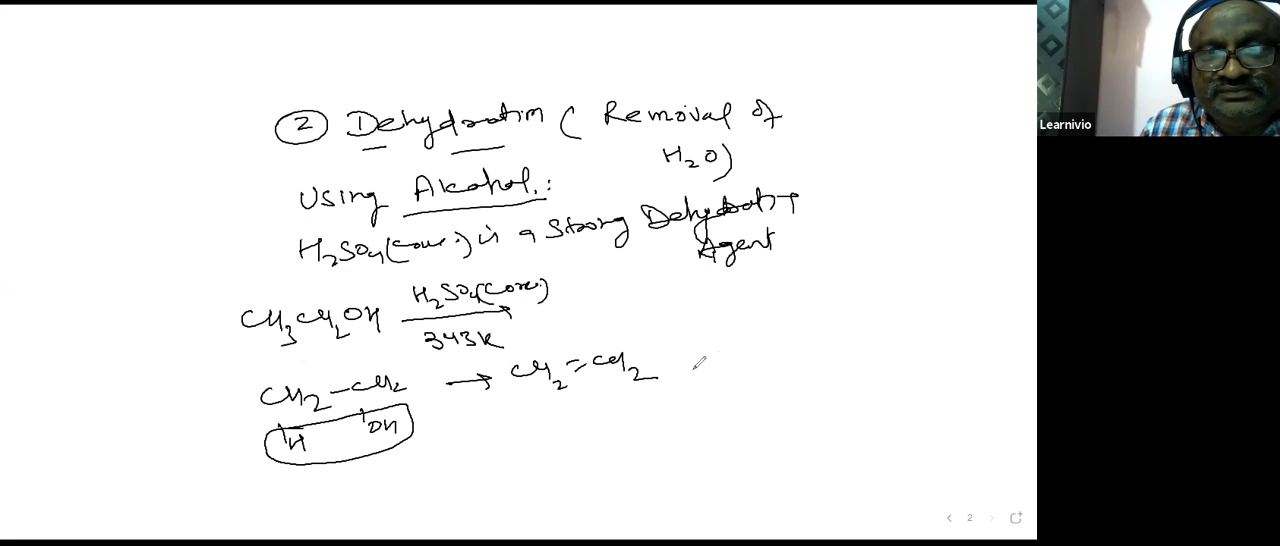 ② Dehydration ( Removal of
H₂O)
Using Alcohol :
H₂SO₄(conc.) is a strong Dehydrat
Agent
CH₃CH₂OH H₂SO₄(conc.) →
343K
CH₂–CH₂ → CH₂=CH₂
H OH
Learnivio
2